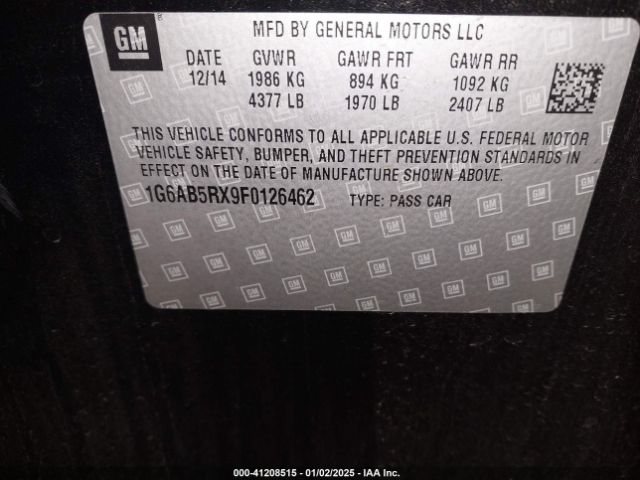 GM
MFD BY GENERAL MOTORS LLC
DATE GVWR GAWR FRT GAWR RR
12/14 1986 KG 894 KG 1092 KG
4377 LB 1970 LB 2407 LB
THIS VEHICLE CONFORMS TO ALL APPLICABLE U.S. FEDERAL MOTOR
VEHICLE SAFETY, BUMPER, AND THEFT PREVENTION STANDARDS IN
EFFECT ON THE DATE OF MANUFACTURE SHOWN ABOVE.
1G6AB5RX9F0126462 TYPE: PASS CAR
000-41208515 - 01/02/2025 - IAA Inc.